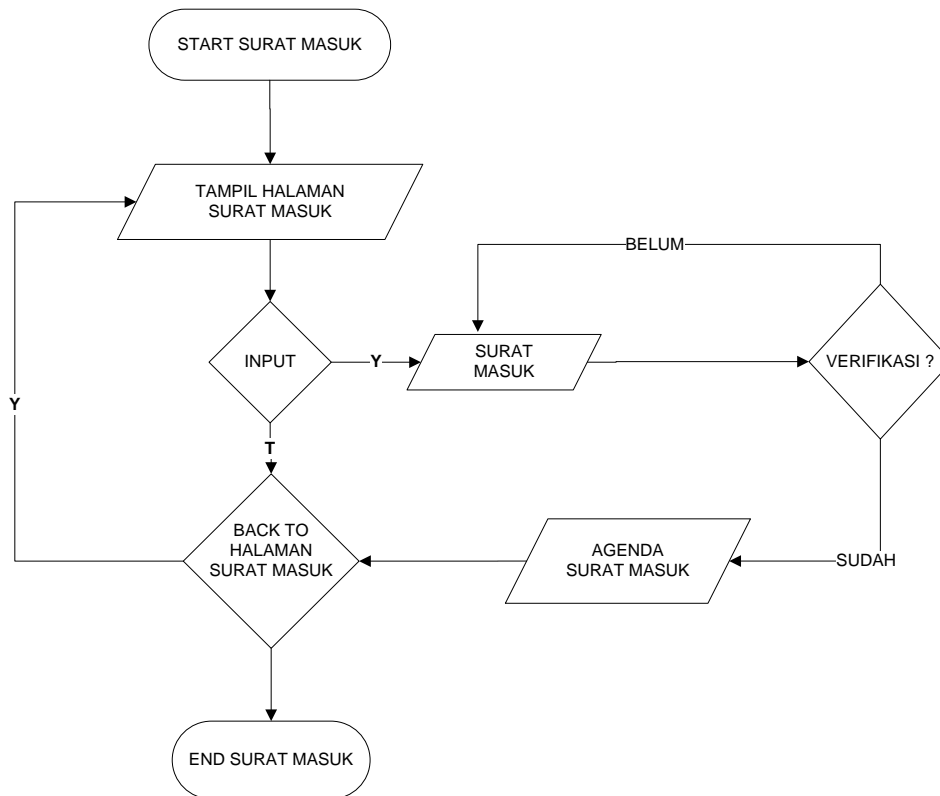 START SURAT MASUK
TAMPIL HALAMAN
SURAT MASUK
BELUM
INPUT
Y
SURAT
MASUK
VERIFIKASI ?
Y
T
BACK TO
HALAMAN
SURAT MASUK
AGENDA
SURAT MASUK
SUDAH
END SURAT MASUK